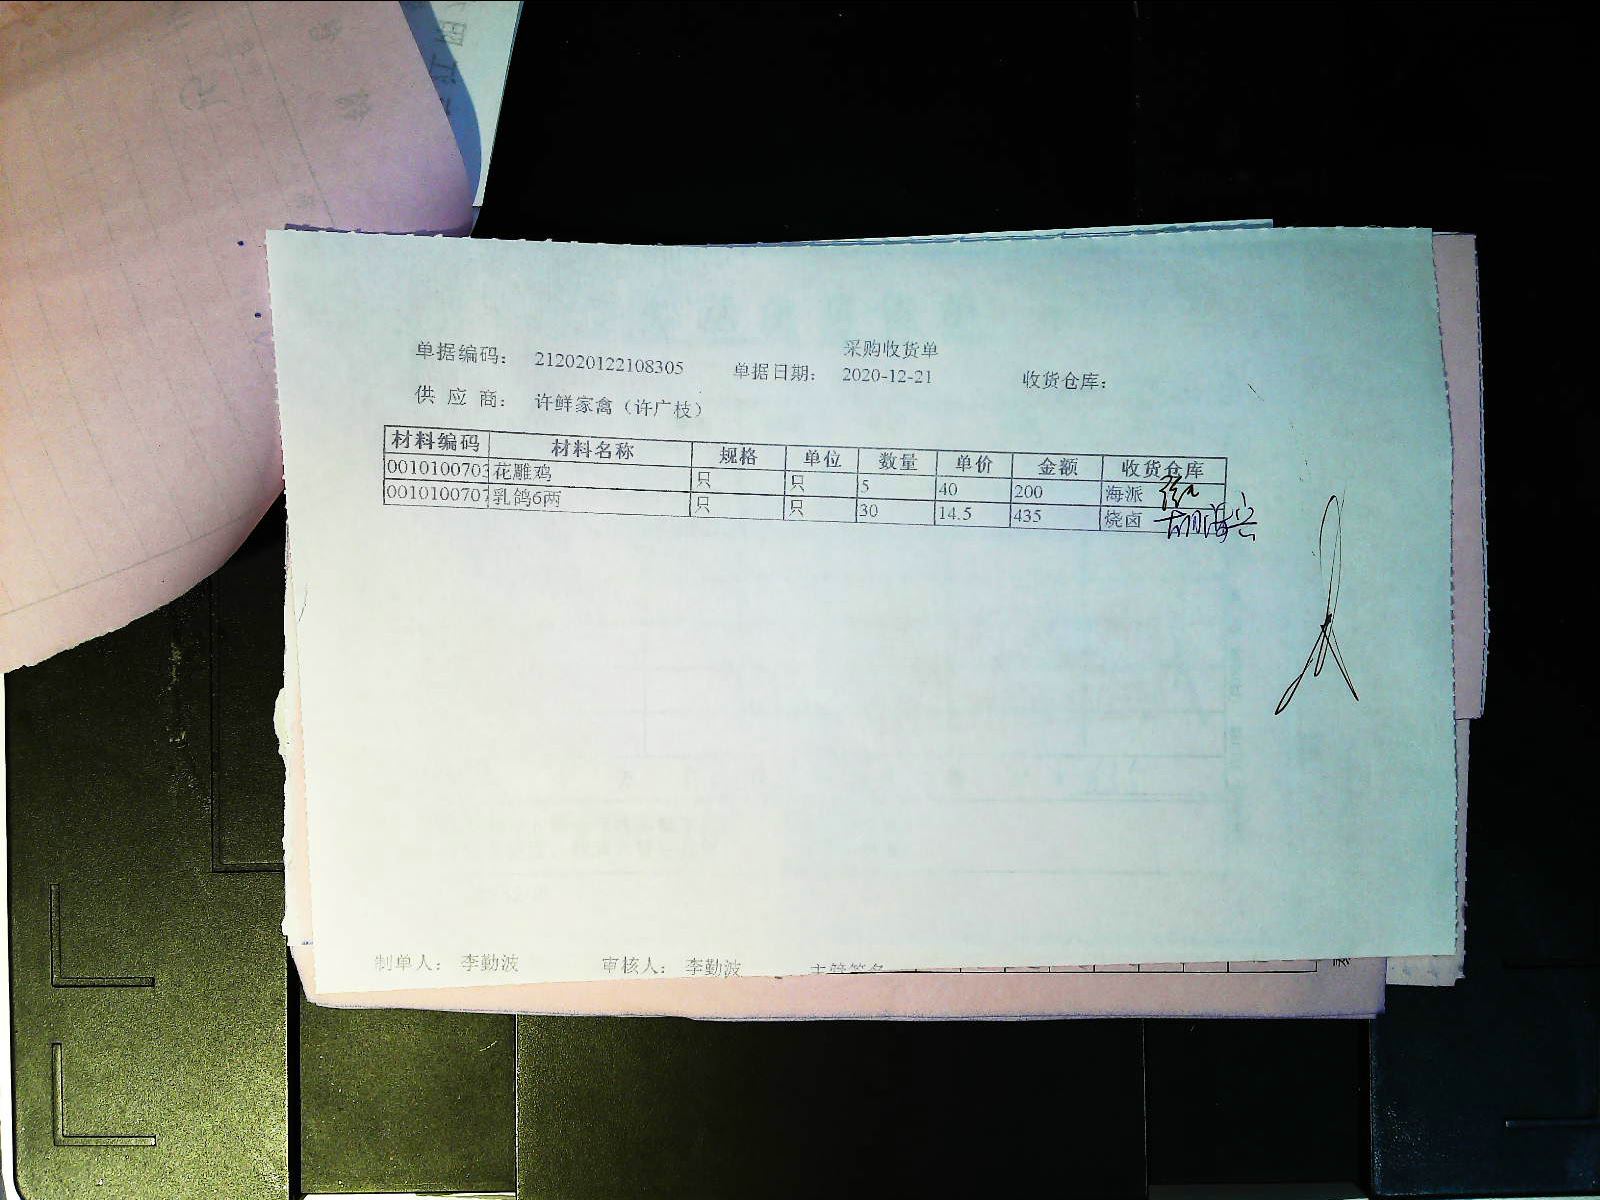 采购收货单
单据编码： 212020122108305 单据日期： 2020-12-21 收货仓库：
供 应 商： 许鲜家禽（许广枝）
材料编码 材料名称 规格 单位 数量 单价 金额 收货仓库
0010100703 花雕鸡 只 只 5 40 200 海派
0010100707 乳鸽6两 只 只 30 14.5 435 烧卤
制单人： 李勤波 审核人： 李勤波 主管签名